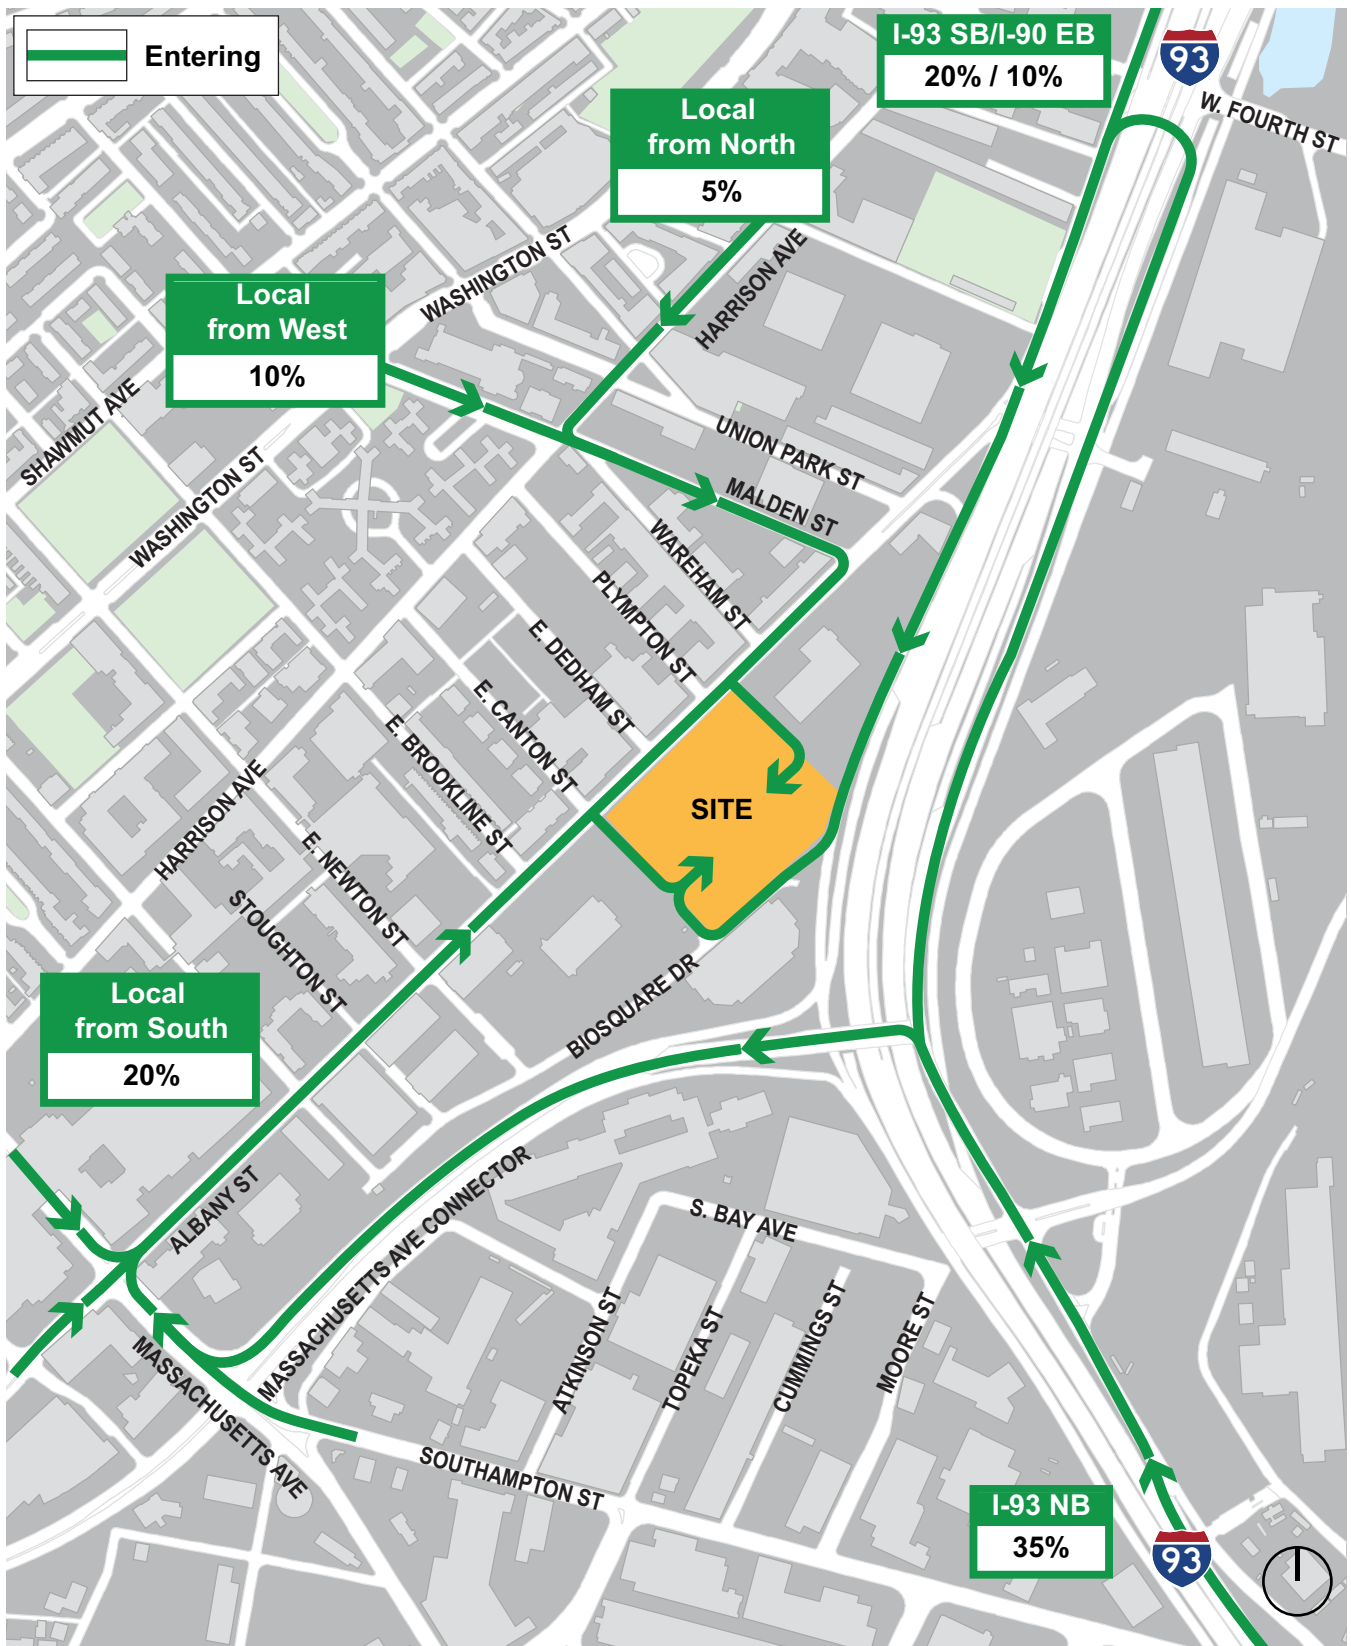 Entering
I-93 SB/I-90 EB
20% / 10%
93
W. FOURTH ST
Local
from North
5%
WASHINGTON ST
HARRISON AVE
Local
from West
10%
SHAWMUT AVE
WASHINGTON ST
UNION PARK ST
MALDEN ST
WAREHAM ST
PLYMPTON ST
E. DEDHAM ST
E. CANTON ST
E. BROOKLINE ST
SITE
HARRISON AVE
E. NEWTON ST
STOUGHTON ST
BIOSQUARE DR
Local
from South
20%
ALBANY ST
MASSACHUSETTS AVE CONNECTOR
S. BAY AVE
ATKINSON ST
TOPEKA ST
CUMMINGS ST
MOORE ST
MASSACHUSETTS AVE
SOUTHAMPTON ST
I-93 NB
35%
93